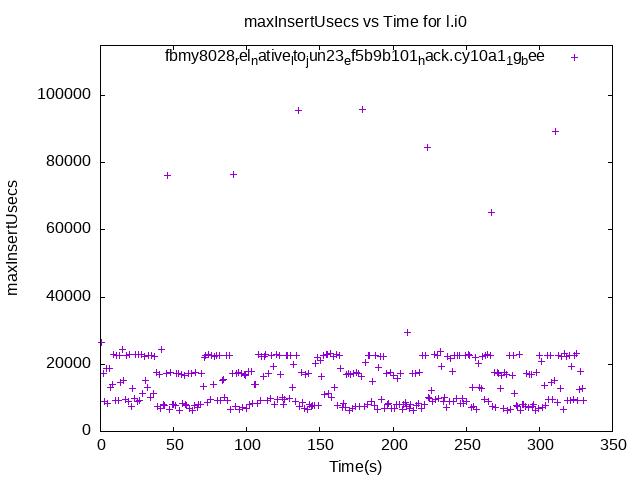 maxInsertUsecs vs Time for l.i0
fbmy8028relnativeltojun23ef5b9b101hack.cy10a11gbee
100000
80000
60000
40000
20000
0
maxInsertUsecs
0 50 100 150 200 250 300 350
Time(s)